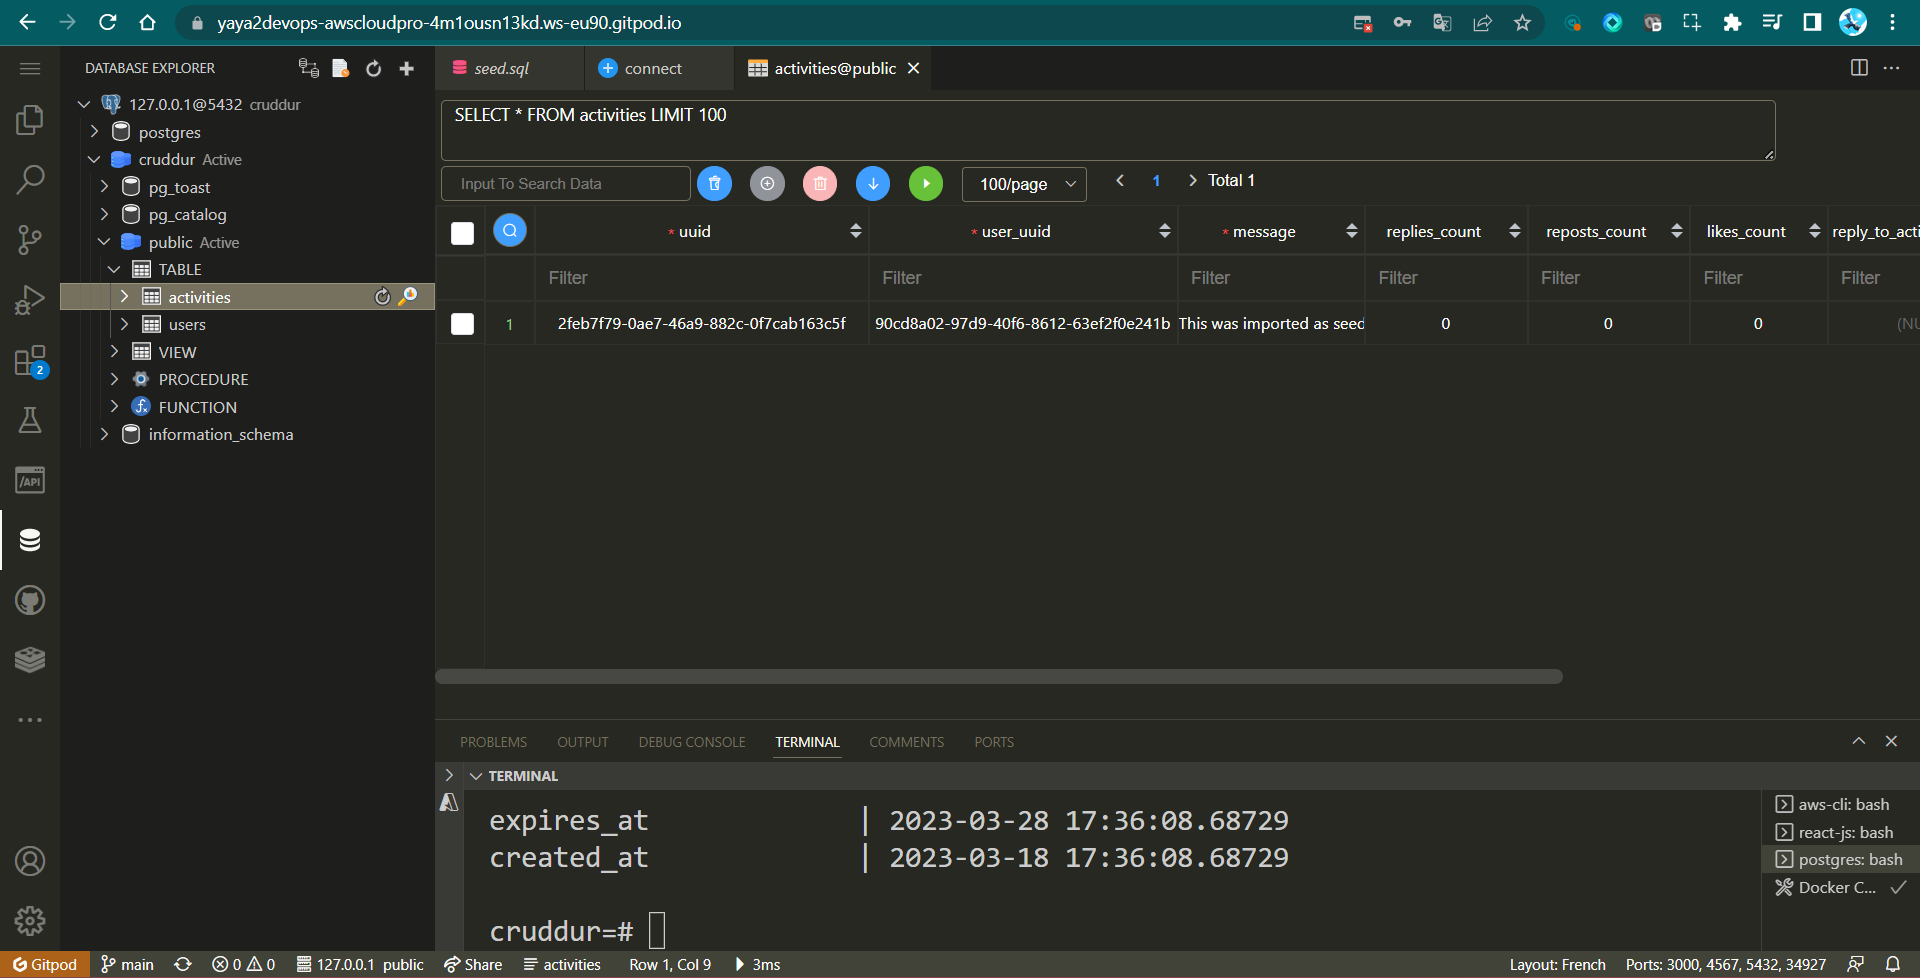 yaya2devops-awscloudpro-4m1ousn13kd.ws-eu90.gitpod.io
DATABASE EXPLORER
seed.sql
connect
activities@public
127.0.0.1@5432 cruddur
postgres
cruddur Active
pg_toast
pg_catalog
public Active
TABLE
activities
users
VIEW
PROCEDURE
FUNCTION
information_schema
/API
2
SELECT * FROM activities LIMIT 100
Input To Search Data
100/page
1
Total 1
* uuid
* user_uuid
* message
replies_count
reposts_count
likes_count
reply_to_acti
Filter Filter Filter Filter Filter Filter Filter
1 2feb7f79-0ae7-46a9-882c-0f7cab163c5f 90cd8a02-97d9-40f6-8612-63ef2f0e241b This was imported as seed 0 0 0 (NU
PROBLEMS OUTPUT DEBUG CONSOLE TERMINAL COMMENTS PORTS
TERMINAL
expires_at | 2023-03-28 17:36:08.68729
created_at | 2023-03-18 17:36:08.68729
cruddur=#
aws-cli: bash
react-js: bash
postgres: bash
Docker C...
Gitpod main 0 0 127.0.0.1 public Share activities Row 1, Col 9 3ms Layout: French Ports: 3000, 4567, 5432, 34927